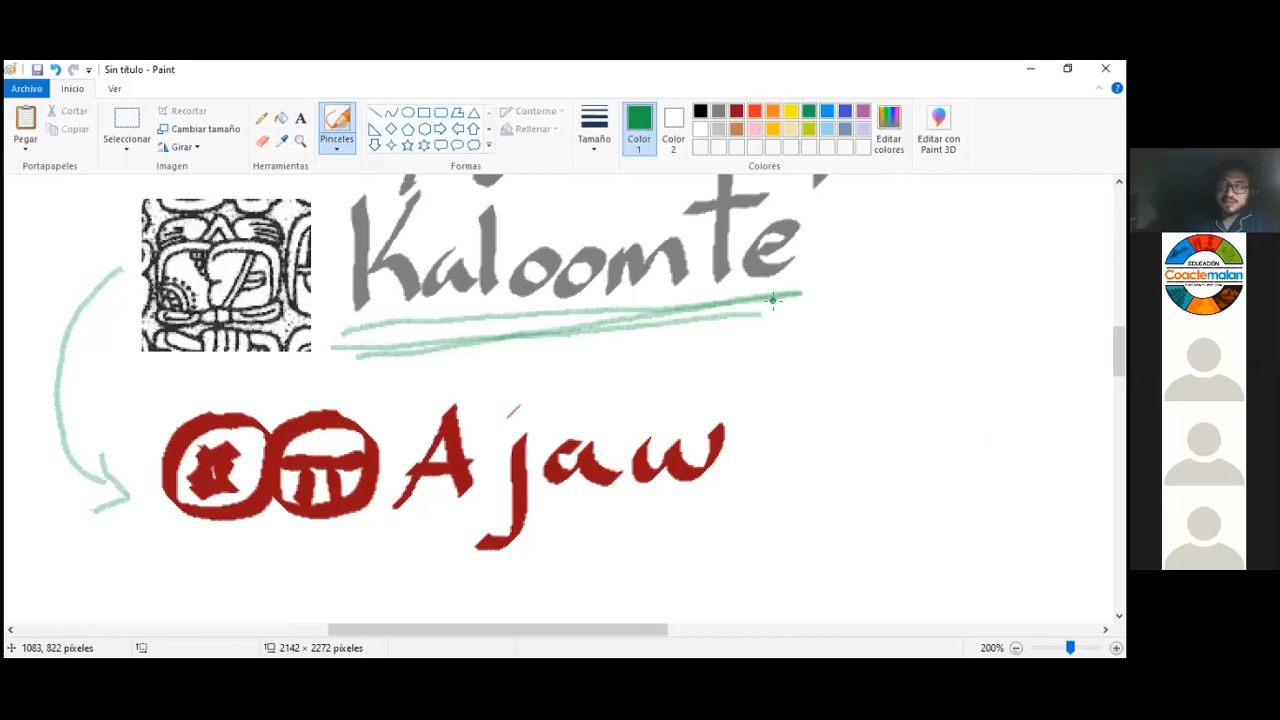 Sin título - Paint
Archivo Inicio Ver
Pegar
Cortar
Copiar
Portapapeles
Seleccionar
Recortar
Cambiar tamaño
Girar
Imagen
A
Herramientas
Pinceles
Contorno
Rellenar
Formas
Tamaño
Color 1
Color 2
Editar colores
Editar con Paint 3D
Colores
Kaloomte
Ajaw
1083, 822 píxeles
2142 × 2272 píxeles
200%
EDUCACIÓN
Coactemalan